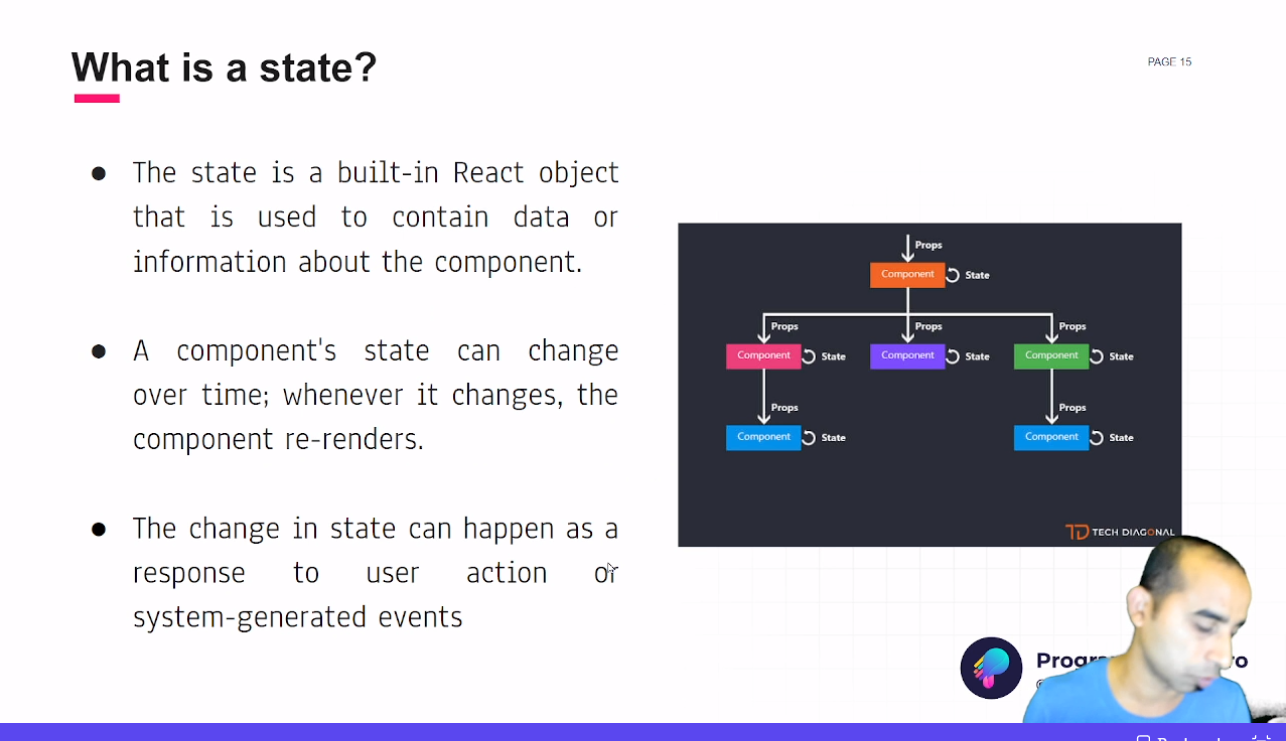 What is a state?
PAGE 15
● The state is a built-in React object
that is used to contain data or
information about the component.
● A component's state can change
over time; whenever it changes, the
component re-renders.
● The change in state can happen as a
response to user action or
system-generated events
Props
Component State
Props Props Props
Component State Component State Component State
Props Props
Component State Component State
TD TECH DIAGONAL